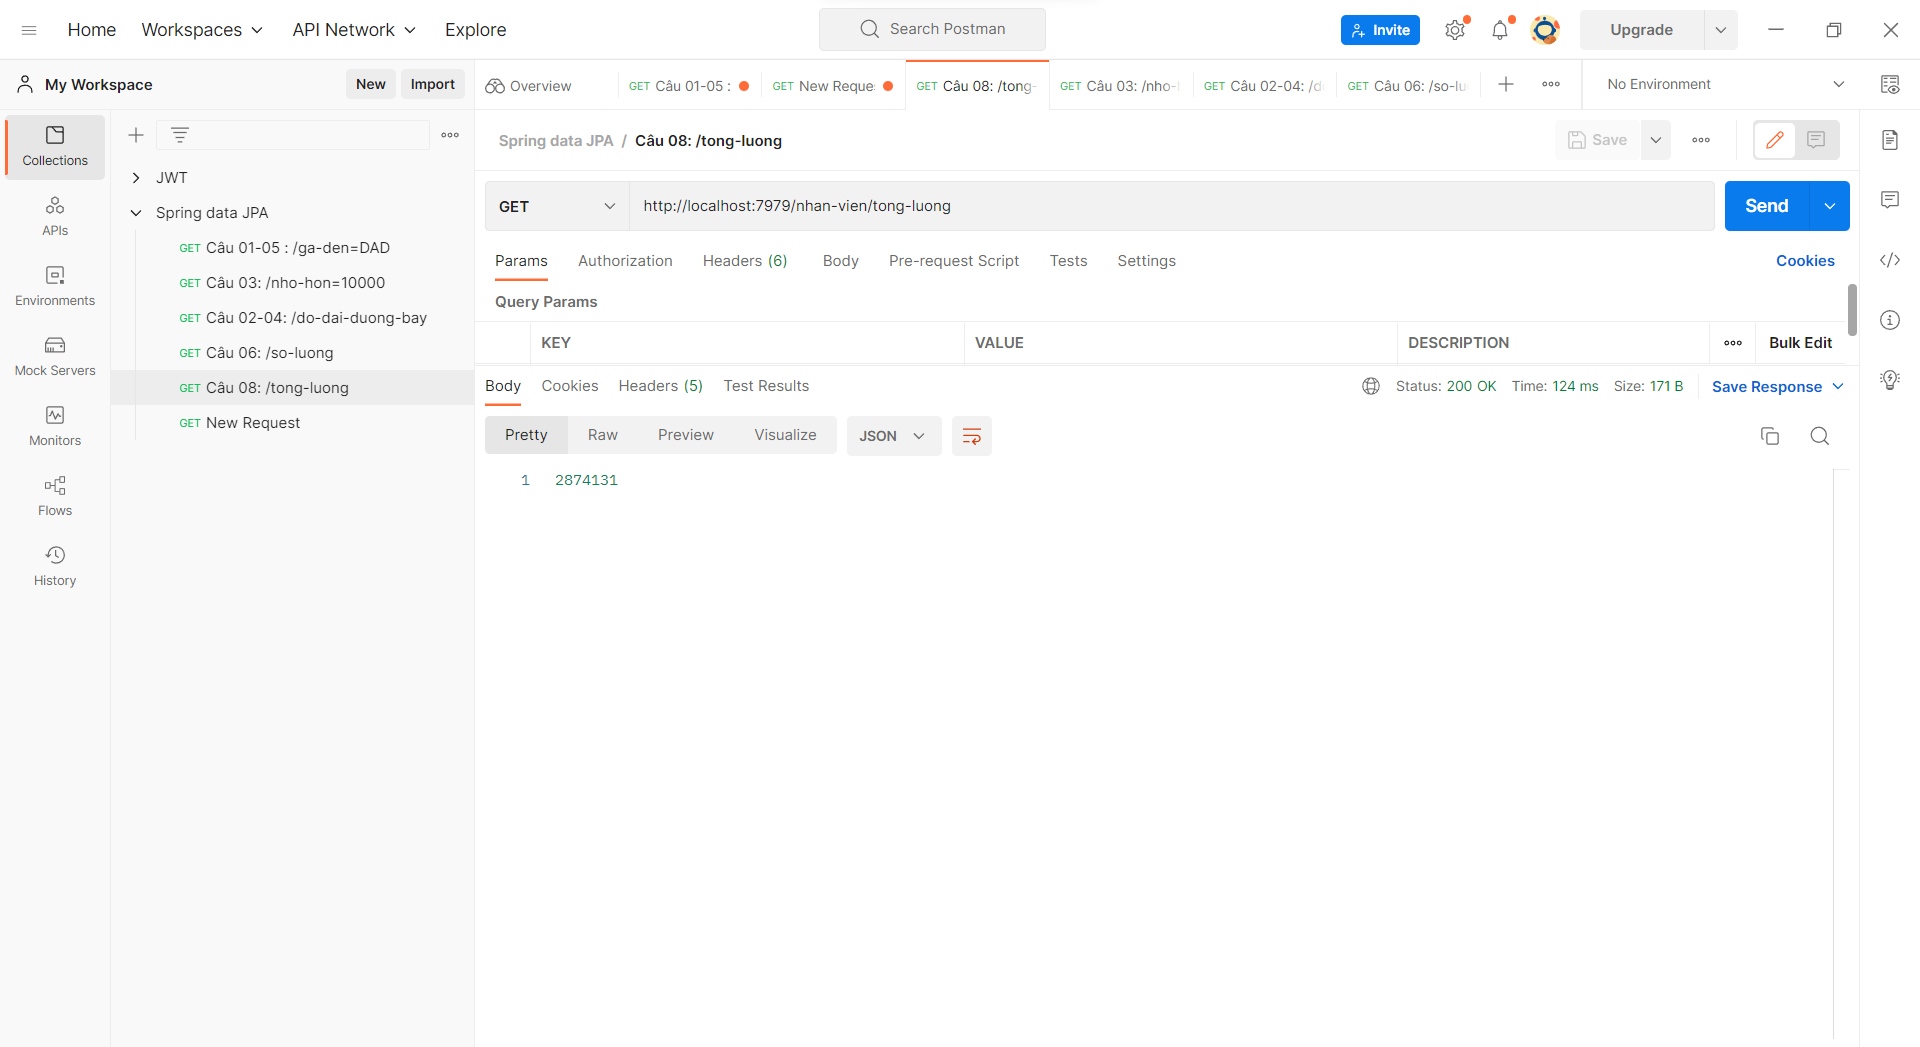 Home
Workspaces
API Network
Explore
Search Postman
Invite
Upgrade
My Workspace
New
Import
Overview
GET Câu 01-05 :
GET New Reque
GET Câu 08: /tong-
GET Câu 03: /nho-
GET Câu 02-04: /d
GET Câu 06: /so-lu
No Environment
Collections
APIs
Environments
Mock Servers
Monitors
Flows
History
JWT
Spring data JPA
GET Câu 01-05 : /ga-den=DAD
GET Câu 03: /nho-hon=10000
GET Câu 02-04: /do-dai-duong-bay
GET Câu 06: /so-luong
GET Câu 08: /tong-luong
GET New Request
Spring data JPA / Câu 08: /tong-luong
Save
GET
http://localhost:7979/nhan-vien/tong-luong
Send
Params
Authorization
Headers (6)
Body
Pre-request Script
Tests
Settings
Cookies
Query Params
KEY
VALUE
DESCRIPTION
Bulk Edit
Body
Cookies
Headers (5)
Test Results
Status: 200 OK
Time: 124 ms
Size: 171 B
Save Response
Pretty
Raw
Preview
Visualize
JSON
1 2874131